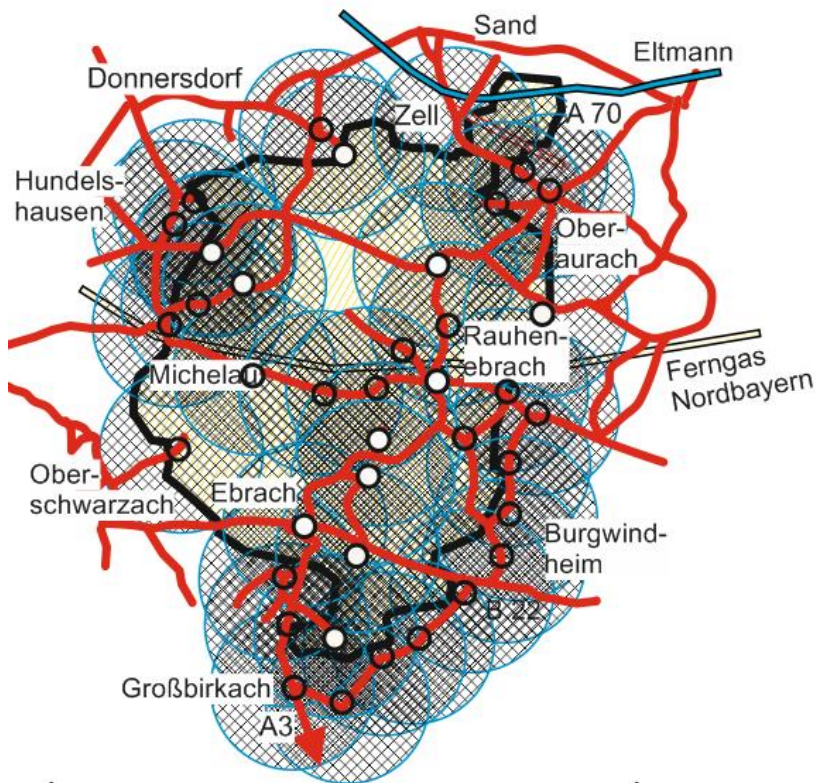 Sand
Eltmann
Donnersdorf
Zell
A 70
Hundels-
hausen
Ober-
aurach
Rauhen-
ebrach
Michelau
Ferngas
Nordbayern
Ober-
schwarzach
Ebrach
Burgwind-
heim
B 22
Großbirkach
A3